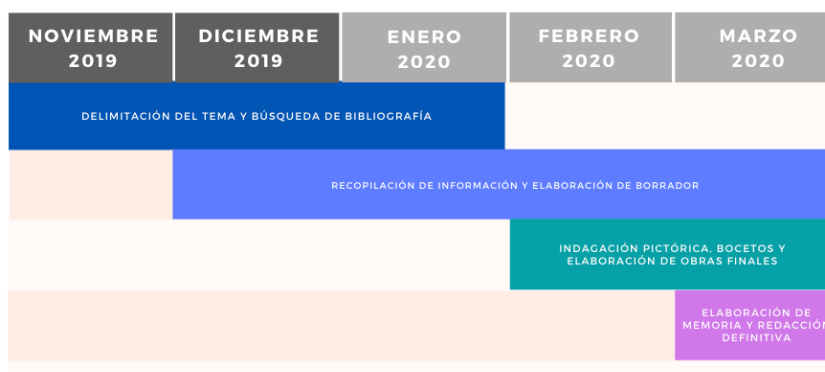 NOVIEMBRE
2019
DICIEMBRE
2019
ENERO
2020
FEBRERO
2020
MARZO
2020
DELIMITACIÓN DEL TEMA Y BÚSQUEDA DE BIBLIOGRAFÍA
RECOPILACIÓN DE INFORMACIÓN Y ELABORACIÓN DE BORRADOR
INDAGACIÓN PICTÓRICA, BOCETOS Y
ELABORACIÓN DE OBRAS FINALES
ELABORACIÓN DE
MEMORIA Y REDACCIÓN
DEFINITIVA